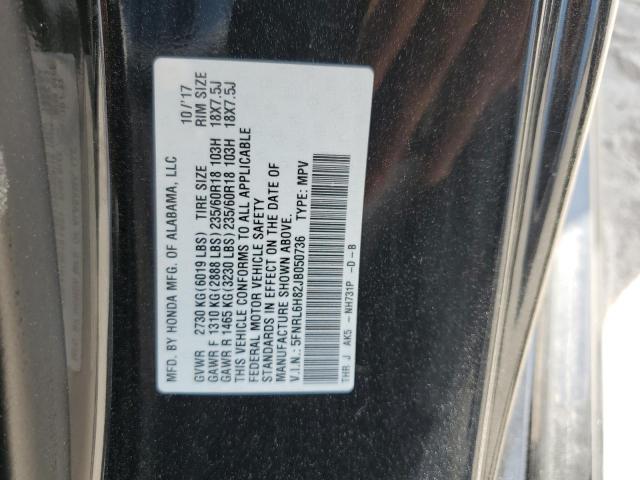 MFD. BY HONDA MFG. OF ALABAMA, LLC 10/'17
GVWR 2730 KG (6019 LBS) TIRE SIZE RIM SIZE
GAWR F 1310 KG (2888 LBS) 235/60R18 103H 18X7.5J
GAWR R 1465 KG (3230 LBS) 235/60R18 103H 18X7.5J
THIS VEHICLE CONFORMS TO ALL APPLICABLE
FEDERAL MOTOR VEHICLE SAFETY
STANDARDS IN EFFECT ON THE DATE OF
MANUFACTURE SHOWN ABOVE.
V.I.N.: 5FNRL6H82JB050736 TYPE: MPV
THR J AK5 - NH731P -D-B